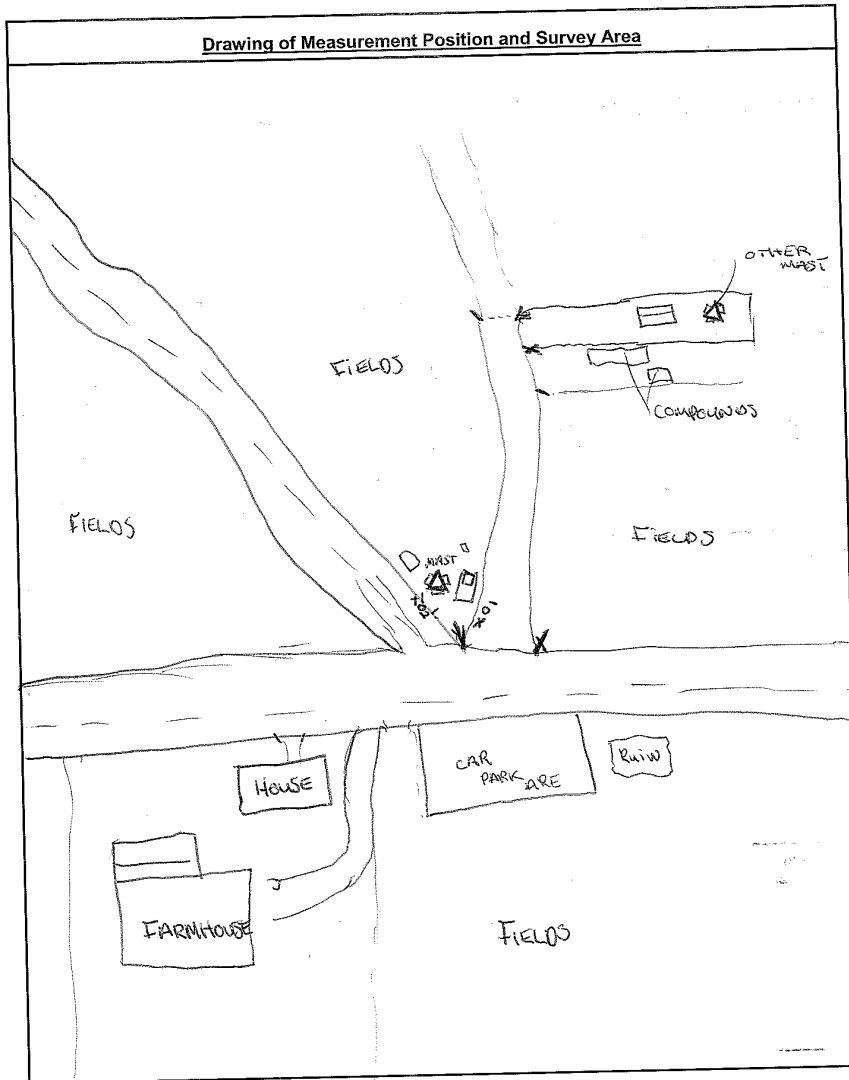 Drawing of Measurement Position and Survey Area
OTHER
MAST
FIELDS
COMPOUNDS
FIELDS
FIELDS
MAST
CAR
PARK ARE
RUIN
HOUSE
FARMHOUSE
FIELDS